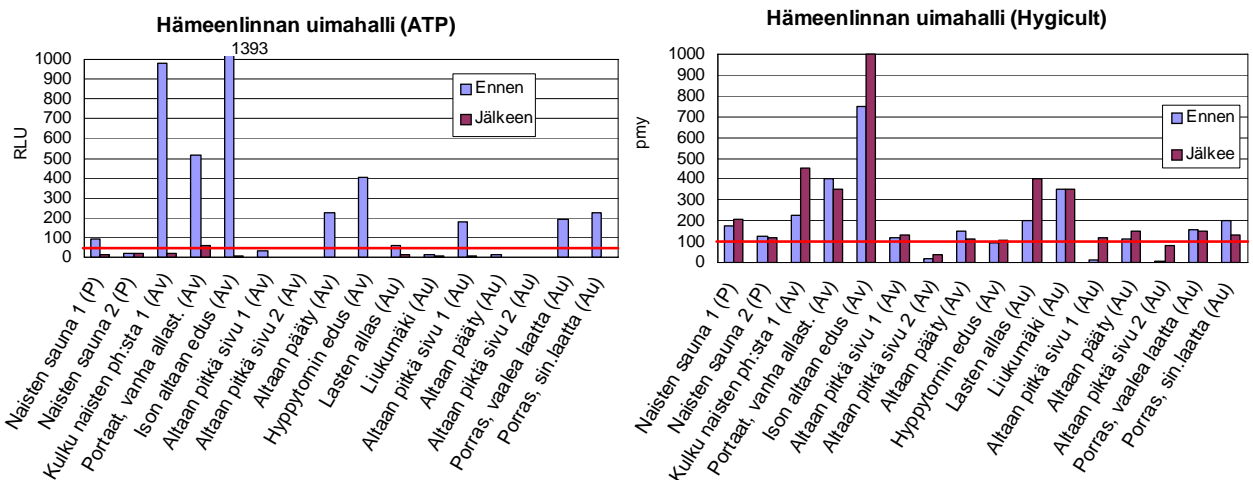 Hämeenlinnan uimahalli (ATP)
1393
1000
900
800
700
600
500
400
300
200
100
0
RLU
Ennen
Jälkeen
Naisten sauna 1 (P)
Naisten sauna 2 (P)
Kulku naisten ph:sta 1 (Av)
Portaat, vanha allast. (Av)
Ison altaan edus (Av)
Altaan pitkä sivu 1 (Av)
Altaan pitkä sivu 2 (Av)
Altaan pääty (Av)
Hyppytornin edus (Av)
Lasten allas (Au)
Liukumäki (Au)
Altaan pitkä sivu 1 (Au)
Altaan pääty (Au)
Altaan piktä sivu 2 (Au)
Porras, vaalea laatta (Au)
Porras, sin.laatta (Au)
Hämeenlinnan uimahalli (Hygicult)
1000
900
800
700
600
500
400
300
200
100
0
pmy
Ennen
Jälkee
Naisten sauna 1 (P)
Naisten sauna 2 (P)
Kulku naisten ph:sta 1 (Av)
Portaat, vanha allast. (Av)
Ison altaan edus (Av)
Altaan pitkä sivu 1 (Av)
Altaan pitkä sivu 2 (Av)
Altaan pääty (Av)
Hyppytornin edus (Av)
Lasten allas (Au)
Liukumäki (Au)
Altaan pitkä sivu 1 (Au)
Altaan pääty (Au)
Altaan piktä sivu 2 (Au)
Porras, vaalea laatta (Au)
Porras, sin.laatta (Au)